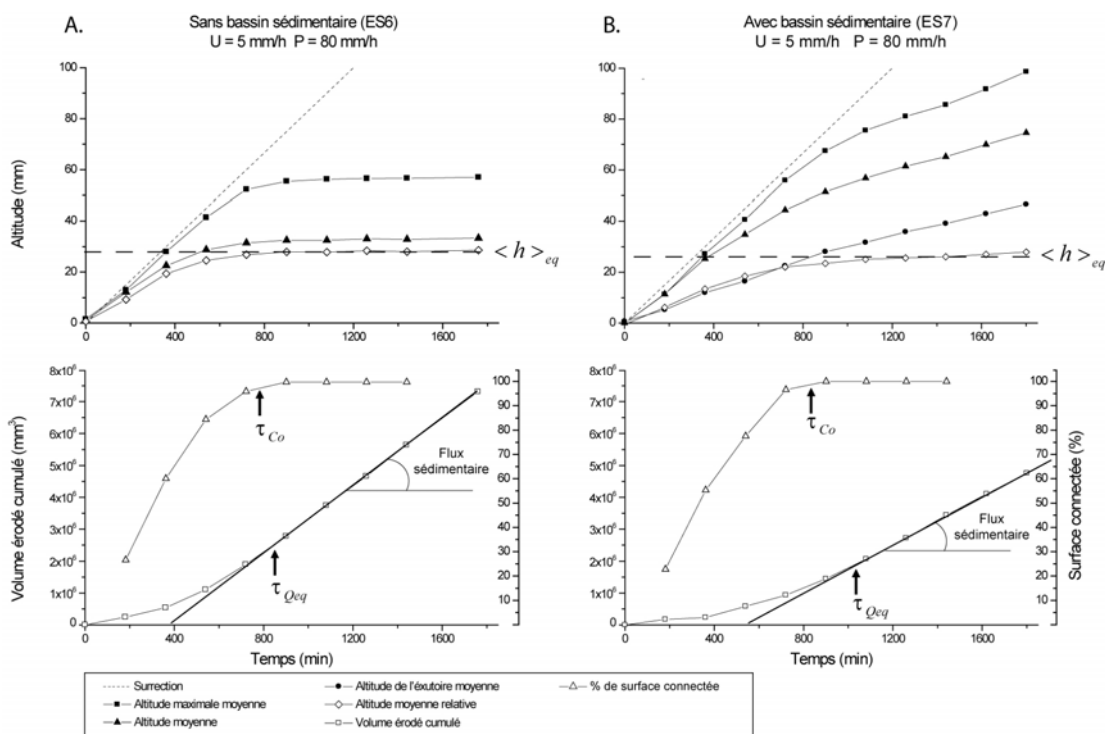 A.
Sans bassin sédimentaire (ES6)
U = 5 mm/h P = 80 mm/h
B.
Avec bassin sédimentaire (ES7)
U = 5 mm/h P = 80 mm/h
Altitude (mm)
100
80
60
40
20
0
0
400
800
1200
1600
< h >eq
100
80
60
40
20
0
0
400
800
1200
1600
< h >eq
Volume érodé cumulé (mm³)
8x10⁶
7x10⁶
6x10⁶
5x10⁶
4x10⁶
3x10⁶
2x10⁶
1x10⁶
0
τCo
τQeq
Flux
sédimentaire
100
90
80
70
60
50
40
30
20
10
0
0
400
800
1200
1600
Temps (min)
8x10⁶
7x10⁶
6x10⁶
5x10⁶
4x10⁶
3x10⁶
2x10⁶
1x10⁶
0
τCo
τQeq
Flux
sédimentaire
100
90
80
70
60
50
40
30
20
10
0
Surface connectée (%)
0
400
800
1200
1600
Temps (min)
Surrection
Altitude maximale moyenne
Altitude moyenne
Altitude de l'éxutoire moyenne
Altitude moyenne relative
Volume érodé cumulé
% de surface connectée